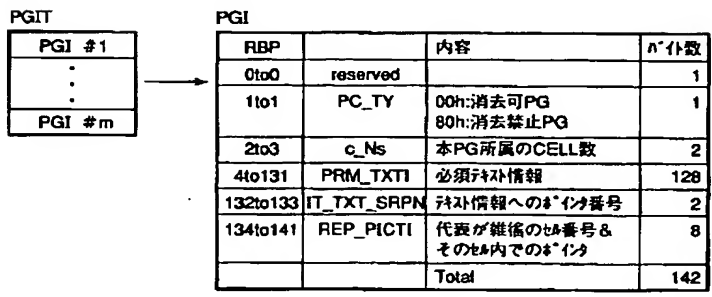 PGIT
PGI #1
PGI #m
PGI
RBP 内容 バイト数
0to0 reserved 1
1to1 PC_TY 00h:消去可PG 1
80h:消去禁止PG
2to3 c_Ns 本PG所属のCELL数 2
4to131 PRM_TXTI 必須テキスト情報 128
132to133 IT_TXT_SRPN テキスト情報へのポインタ番号 2
134to141 REP_PICTI 代表が 8
のセル番号&
そのセル内でのポインタ
Total 142